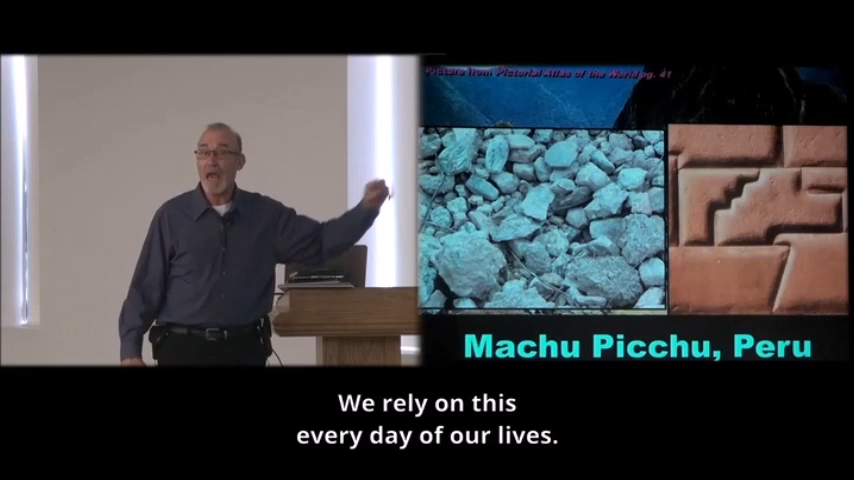 Picture from Pictorial Atlas of the World pg. 41
Machu Picchu, Peru
We rely on this
every day of our lives.